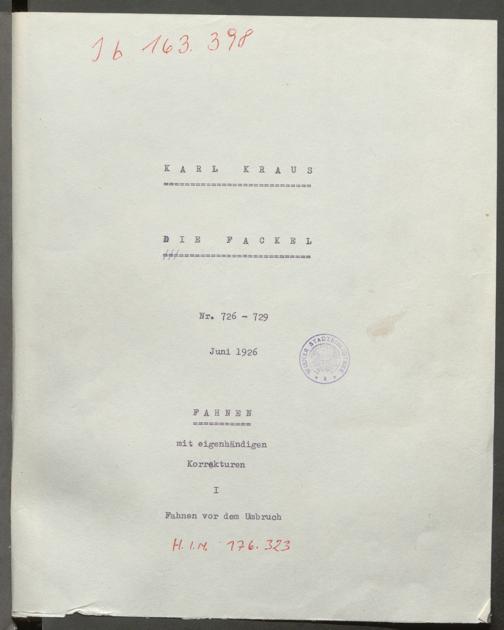 Jb 163.398
KARL KRAUS
DIE FACKEL
Nr. 726 - 729
Juni 1926
FAHNEN
mit eigenhändigen
Korrekturen
I
Fahnen vor dem Umbruch
H.I.N. 176.323